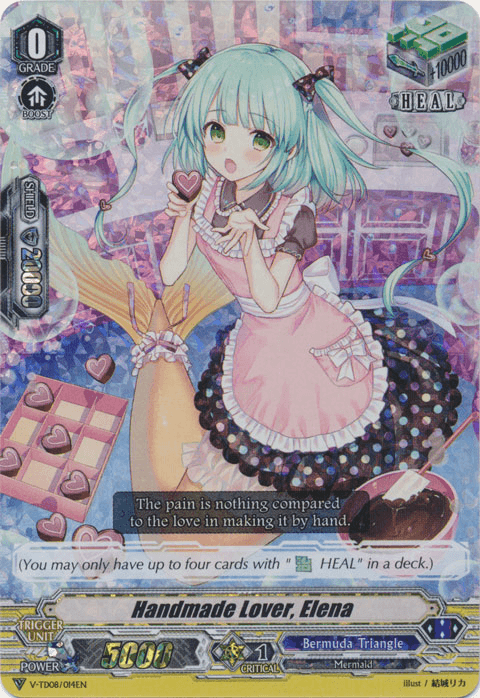 0
GRADE
BOOST
+10000
HEAL
SHIELD 20000
The pain is nothing compared
to the love in making it by hand.
(You may only have up to four cards with " 治 HEAL" in a deck.)
Handmade Lover, Elena
TRIGGER
UNIT
POWER 5000
1
CRITICAL
Bermuda Triangle
Mermaid
V-TD08/014EN
illust / 結城リカ